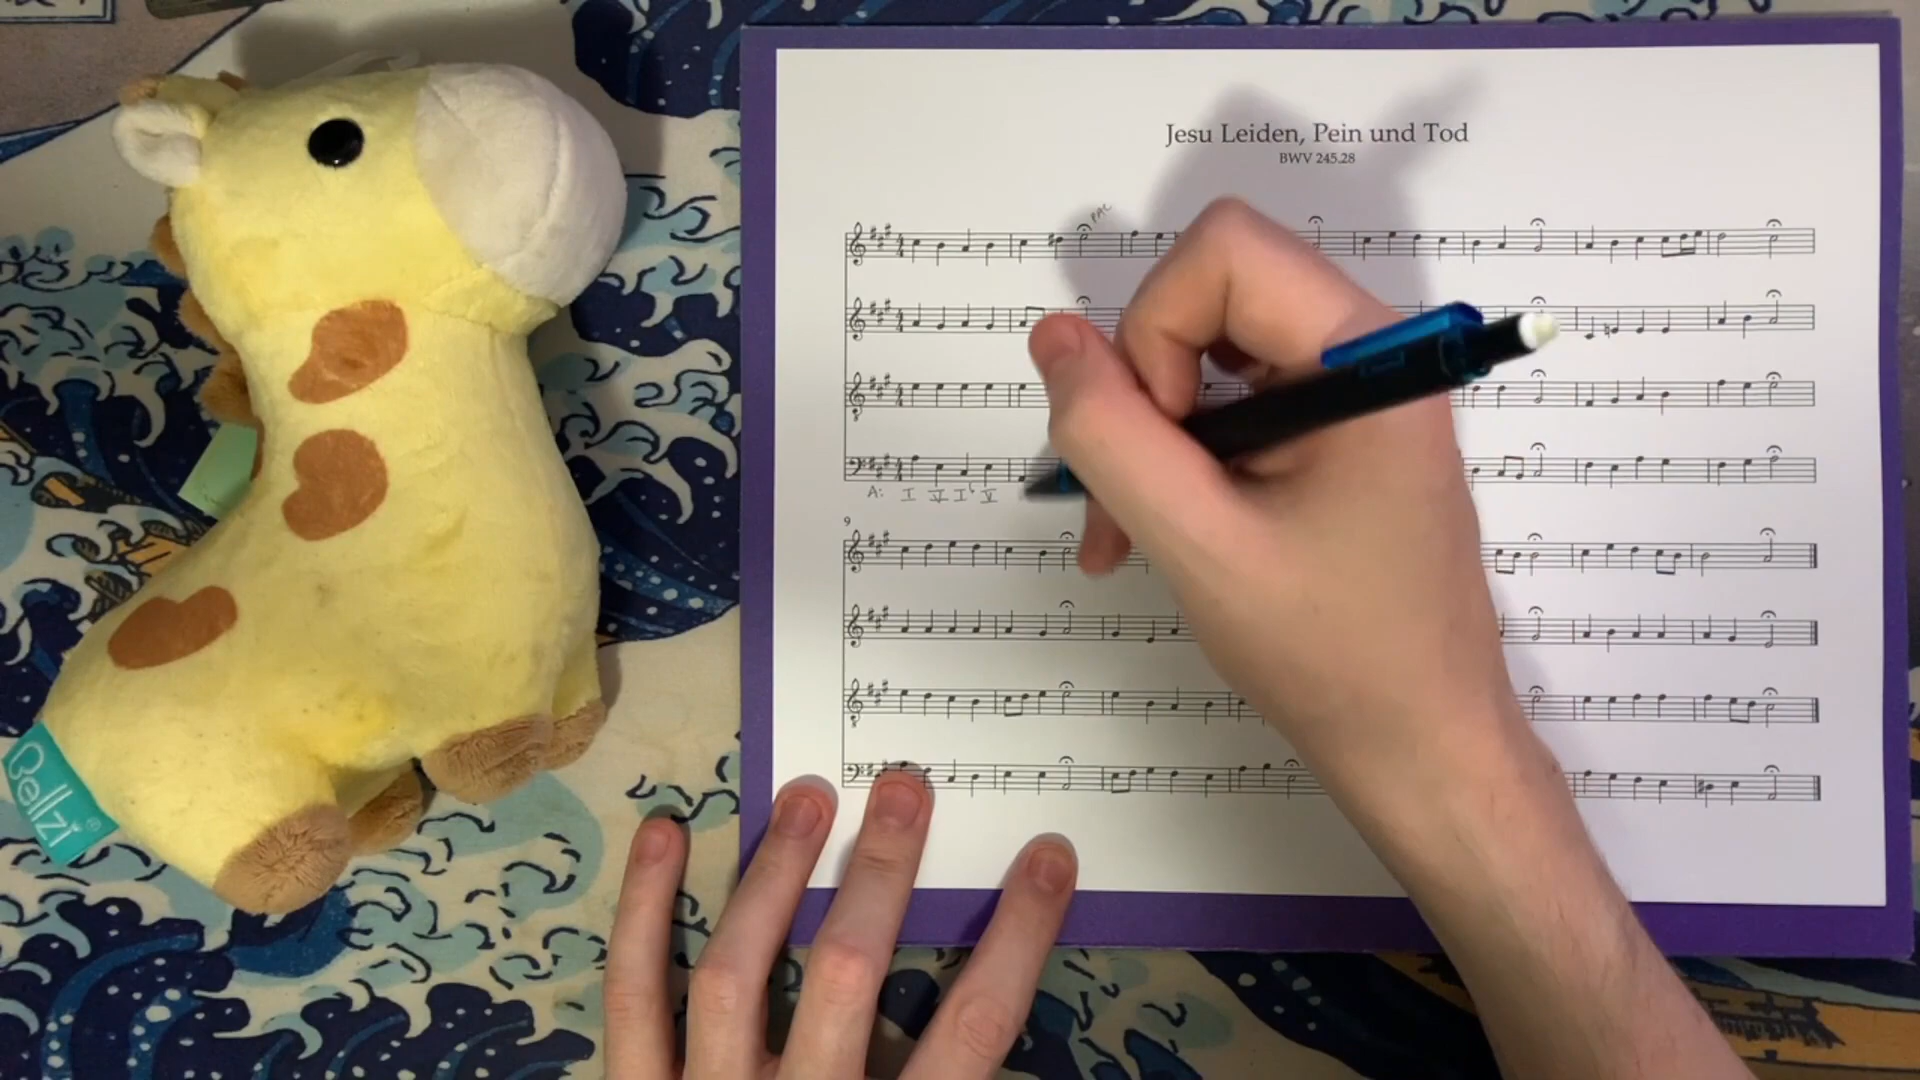 Jesu Leiden, Pein und Tod
BWV 245.28
PAC
A: I V I6 V
9
Bellzi®